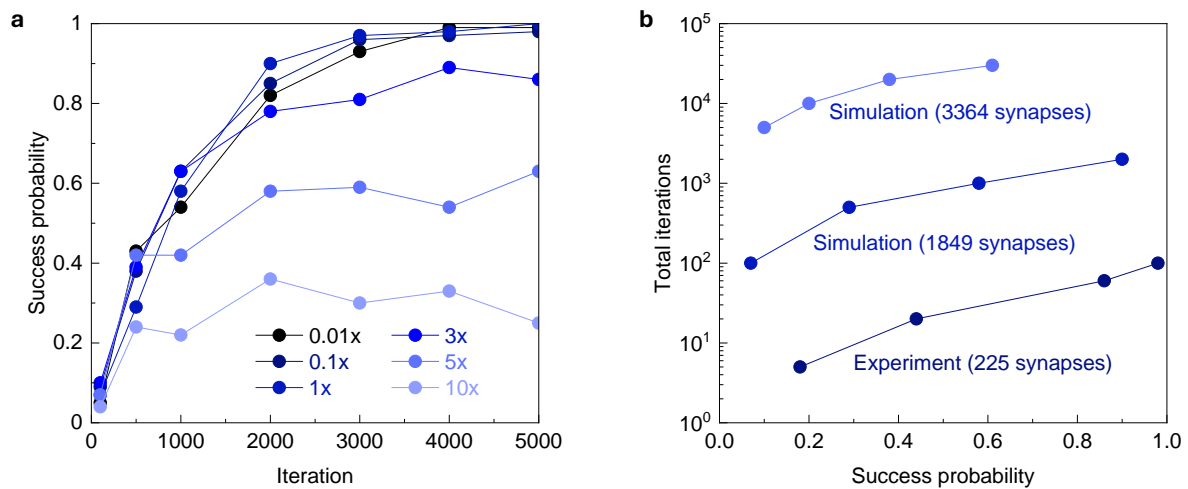 a
1
0.8
0.6
0.4
0.2
0
Success probability
0 1000 2000 3000 4000 5000
Iteration
0.01x
0.1x
1x
3x
5x
10x
b
10^5
10^4
10^3
10^2
10^1
10^0
Total iterions
Simulation (3364 synapses)
Simulation (1849 synapses)
Experiment (225 synapses)
0.0 0.2 0.4 0.6 0.8 1.0
Success probability